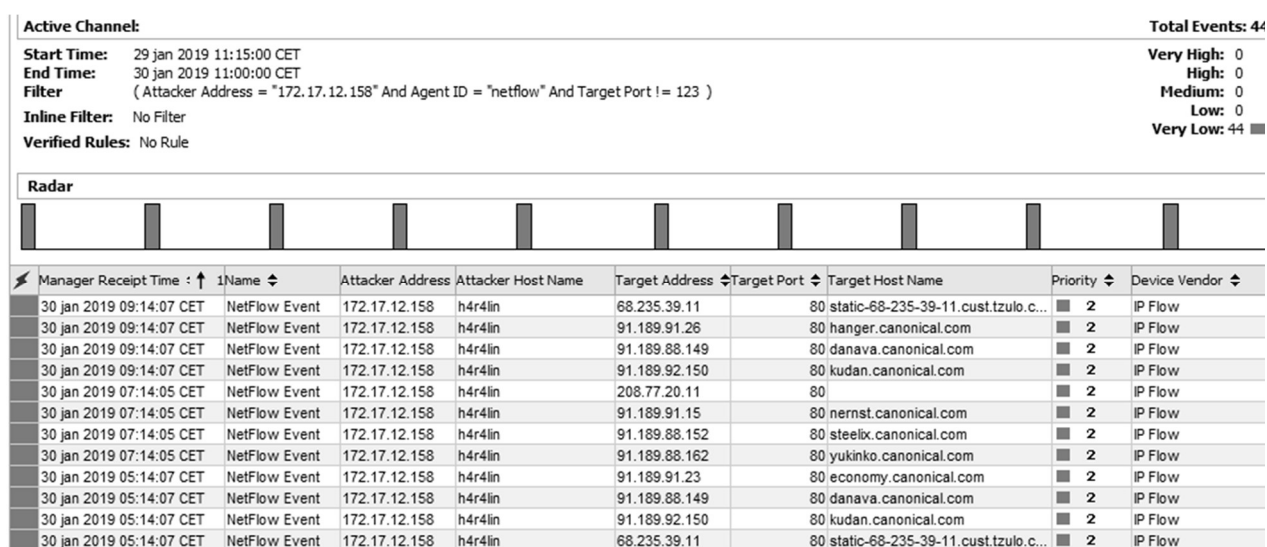 Active Channel: Total Events: 44
Start Time: 29 jan 2019 11:15:00 CET Very High: 0
End Time: 30 jan 2019 11:00:00 CET High: 0
Filter ( Attacker Address = "172.17.12.158" And Agent ID = "netflow" And Target Port != 123 ) Medium: 0
Inline Filter: No Filter Low: 0
Verified Rules: No Rule Very Low: 44
Radar
Manager Receipt Time 1 Name Attacker Address Attacker Host Name Target Address Target Port Target Host Name Priority Device Vendor
30 jan 2019 09:14:07 CET NetFlow Event 172.17.12.158 h4r4lin 68.235.39.11 80 static-68-235-39-11.cust.tzulo.c... 2 IP Flow
30 jan 2019 09:14:07 CET NetFlow Event 172.17.12.158 h4r4lin 91.189.91.26 80 hanger.canonical.com 2 IP Flow
30 jan 2019 09:14:07 CET NetFlow Event 172.17.12.158 h4r4lin 91.189.88.149 80 danava.canonical.com 2 IP Flow
30 jan 2019 09:14:07 CET NetFlow Event 172.17.12.158 h4r4lin 91.189.92.150 80 kudan.canonical.com 2 IP Flow
30 jan 2019 07:14:05 CET NetFlow Event 172.17.12.158 h4r4lin 208.77.20.11 80 2 IP Flow
30 jan 2019 07:14:05 CET NetFlow Event 172.17.12.158 h4r4lin 91.189.91.15 80 nernst.canonical.com 2 IP Flow
30 jan 2019 07:14:05 CET NetFlow Event 172.17.12.158 h4r4lin 91.189.88.152 80 steelix.canonical.com 2 IP Flow
30 jan 2019 07:14:05 CET NetFlow Event 172.17.12.158 h4r4lin 91.189.88.162 80 yukinko.canonical.com 2 IP Flow
30 jan 2019 05:14:07 CET NetFlow Event 172.17.12.158 h4r4lin 91.189.91.23 80 economy.canonical.com 2 IP Flow
30 jan 2019 05:14:07 CET NetFlow Event 172.17.12.158 h4r4lin 91.189.88.149 80 danava.canonical.com 2 IP Flow
30 jan 2019 05:14:07 CET NetFlow Event 172.17.12.158 h4r4lin 91.189.92.150 80 kudan.canonical.com 2 IP Flow
30 jan 2019 05:14:07 CET NetFlow Event 172.17.12.158 h4r4lin 68.235.39.11 80 static-68-235-39-11.cust.tzulo.c... 2 IP Flow